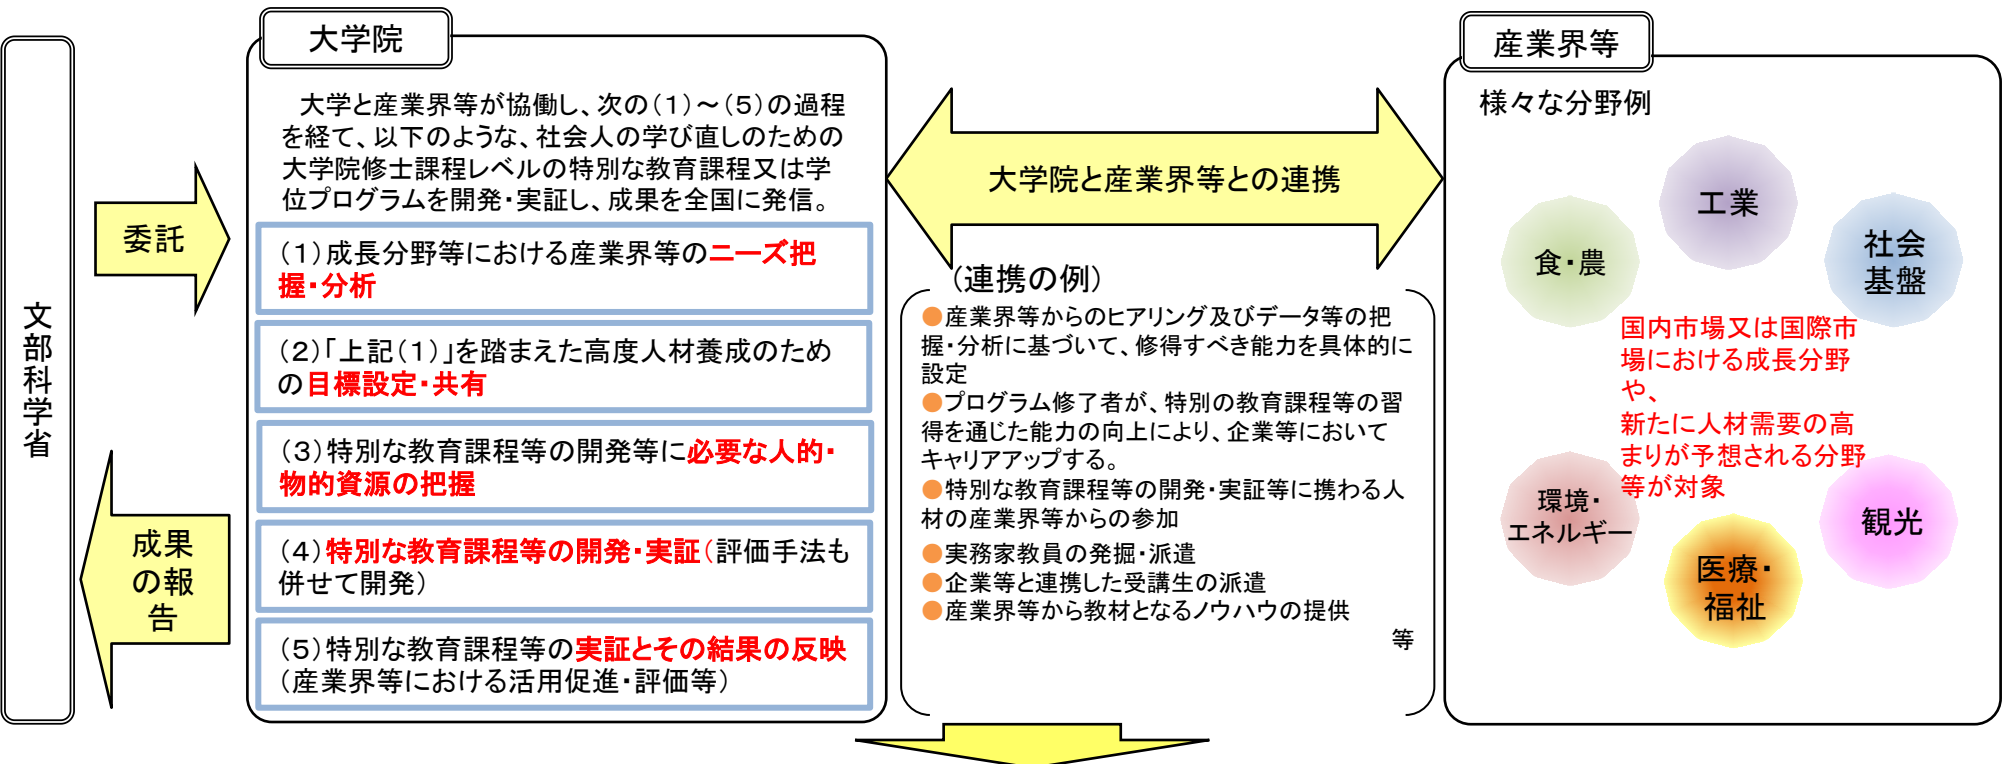 文部科学省
委託
成果
の報
告
大学院
大学と産業界等が協働し、次の(1)～(5)の過程
を経て、以下のような、社会人の学び直しのための
大学院修士課程レベルの特別な教育課程又は学
位プログラムを開発・実証し、成果を全国に発信。
(1)成長分野等における産業界等のニーズ把
握・分析
(2)「上記(1)」を踏まえた高度人材養成のため
の目標設定・共有
(3)特別な教育課程等の開発等に必要な人的・
物的資源の把握
(4)特別な教育課程等の開発・実証(評価手法も
併せて開発)
(5)特別な教育課程等の実証とその結果の反映
(産業界等における活用促進・評価等)
大学院と産業界等との連携
(連携の例)
●産業界等からのヒアリング及びデータ等の把
握・分析に基づいて、修得すべき能力を具体的に
設定
●プログラム修了者が、特別の教育課程等の習
得を通じた能力の向上により、企業等において
キャリアアップする。
●特別な教育課程等の開発・実証等に携わる人
材の産業界等からの参加
●実務家教員の発掘・派遣
●企業等と連携した受講生の派遣
●産業界等から教材となるノウハウの提供
等
産業界等
様々な分野例
工業
食・農
社会
基盤
国内市場又は国際市
場における成長分野
や、
新たに人材需要の高
まりが予想される分野
等が対象
環境・
エネルギー
観光
医療・
福祉